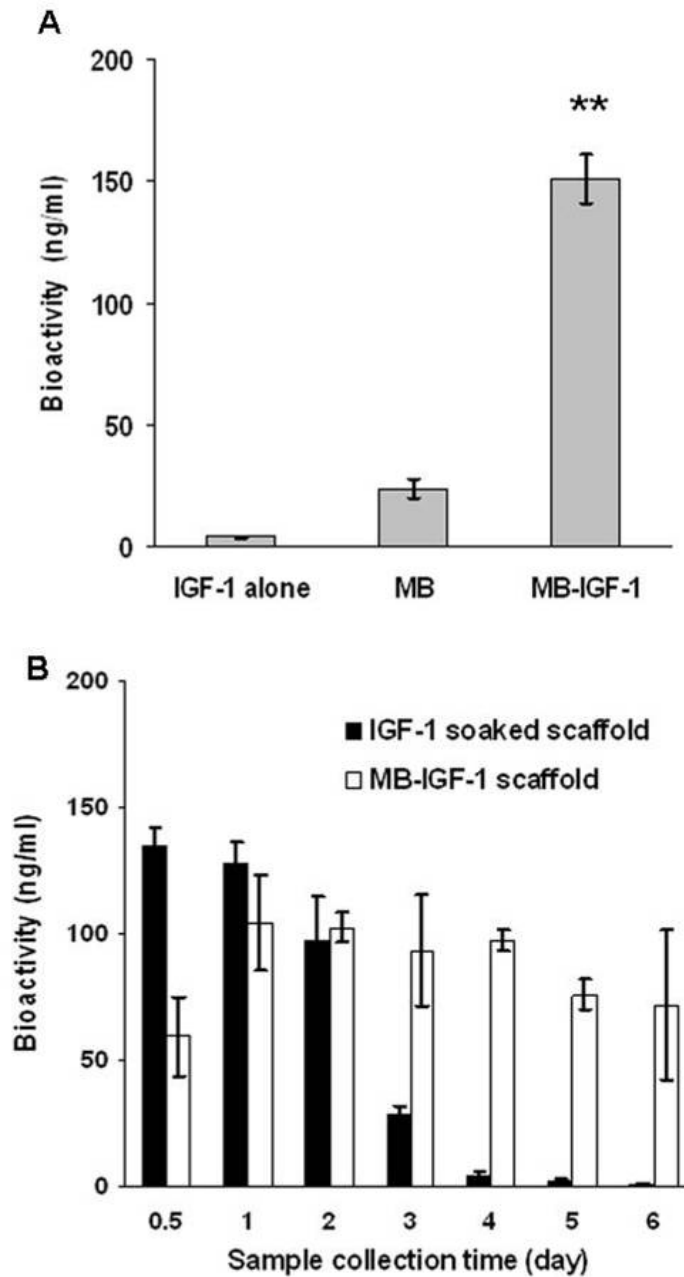 A
200
150
100
50
0
Bioactivity (ng/ml)
**
IGF-1 alone MB MB-IGF-1
B
200
150
100
50
0
Bioactivity (ng/ml)
IGF-1 soaked scaffold
MB-IGF-1 scaffold
0.5 1 2 3 4 5 6
Sample collection time (day)